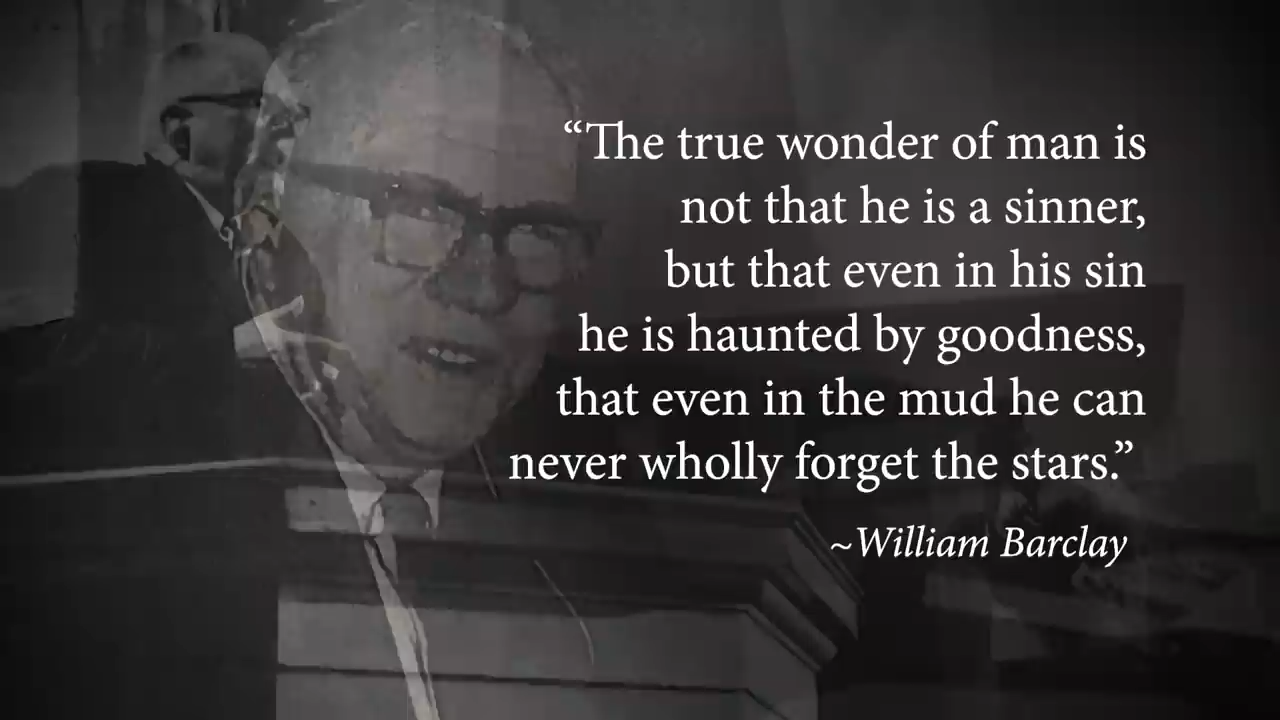 “The true wonder of man is
not that he is a sinner,
but that even in his sin
he is haunted by goodness,
that even in the mud he can
never wholly forget the stars.”
~William Barclay